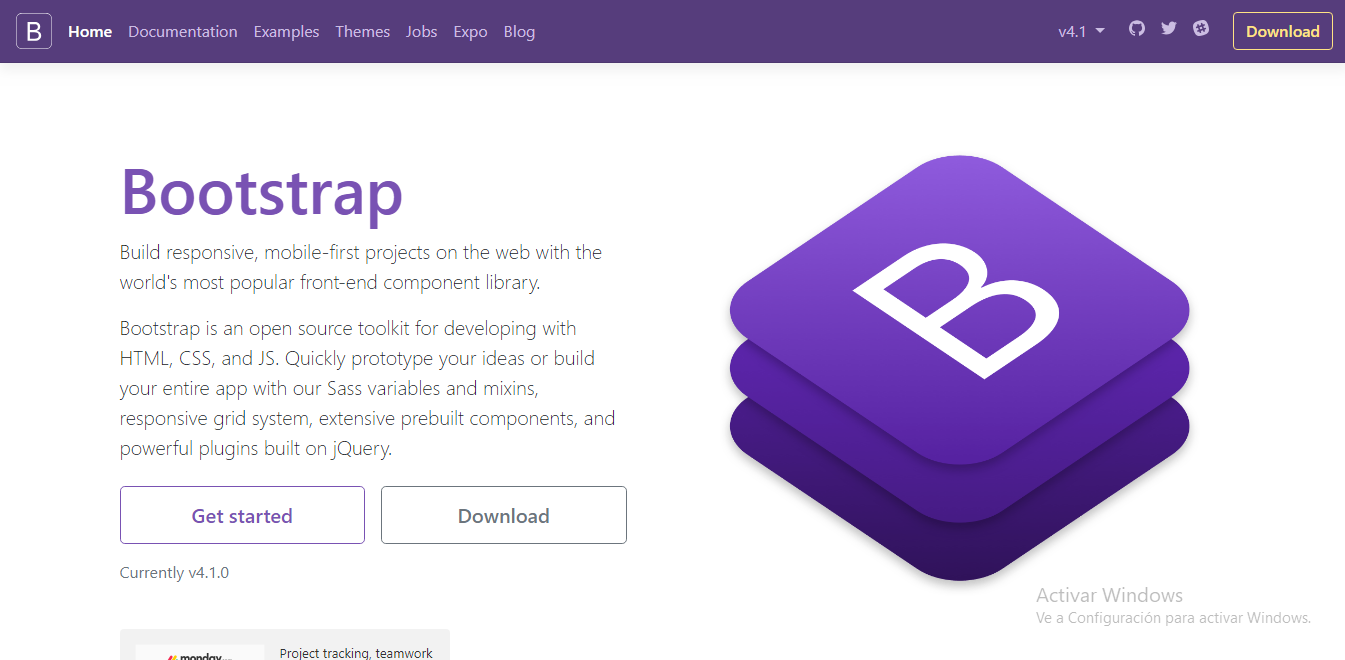 B Home Documentation Examples Themes Jobs Expo Blog v4.1 Download
Bootstrap
Build responsive, mobile-first projects on the web with the
world's most popular front-end component library.
Bootstrap is an open source toolkit for developing with
HTML, CSS, and JS. Quickly prototype your ideas or build
your entire app with our Sass variables and mixins,
responsive grid system, extensive prebuilt components, and
powerful plugins built on jQuery.
Get started Download
Currently v4.1.0
B
Activar Windows
Ve a Configuración para activar Windows.
monday
Project tracking, teamwork